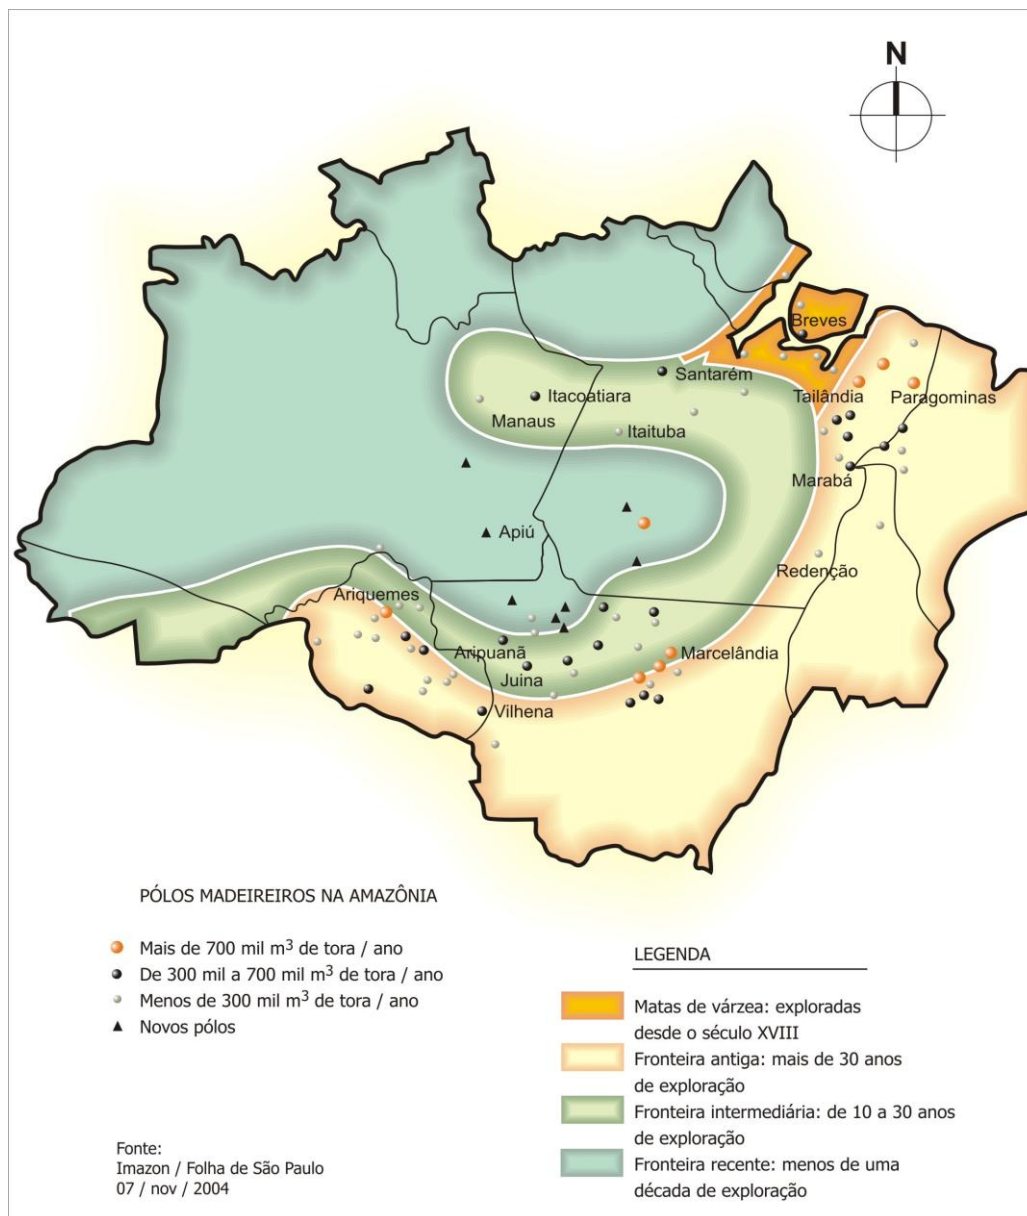 N
Breves
Santarém
Tailândia
Paragominas
Itacoatiara
Manaus
Itaituba
Marabá
Apiú
Redenção
Ariquemes
Aripuanã
Marcelândia
Juina
Vilhena
PÓLOS MADEIREIROS NA AMAZÔNIA
Mais de 700 mil m³ de tora / ano
De 300 mil a 700 mil m³ de tora / ano
Menos de 300 mil m³ de tora / ano
Novos pólos
LEGENDA
Matas de várzea: exploradas
desde o século XVIII
Fronteira antiga: mais de 30 anos
de exploração
Fronteira intermediária: de 10 a 30 anos
de exploração
Fronteira recente: menos de uma
década de exploração
Fonte:
Imazon / Folha de São Paulo
07 / nov / 2004